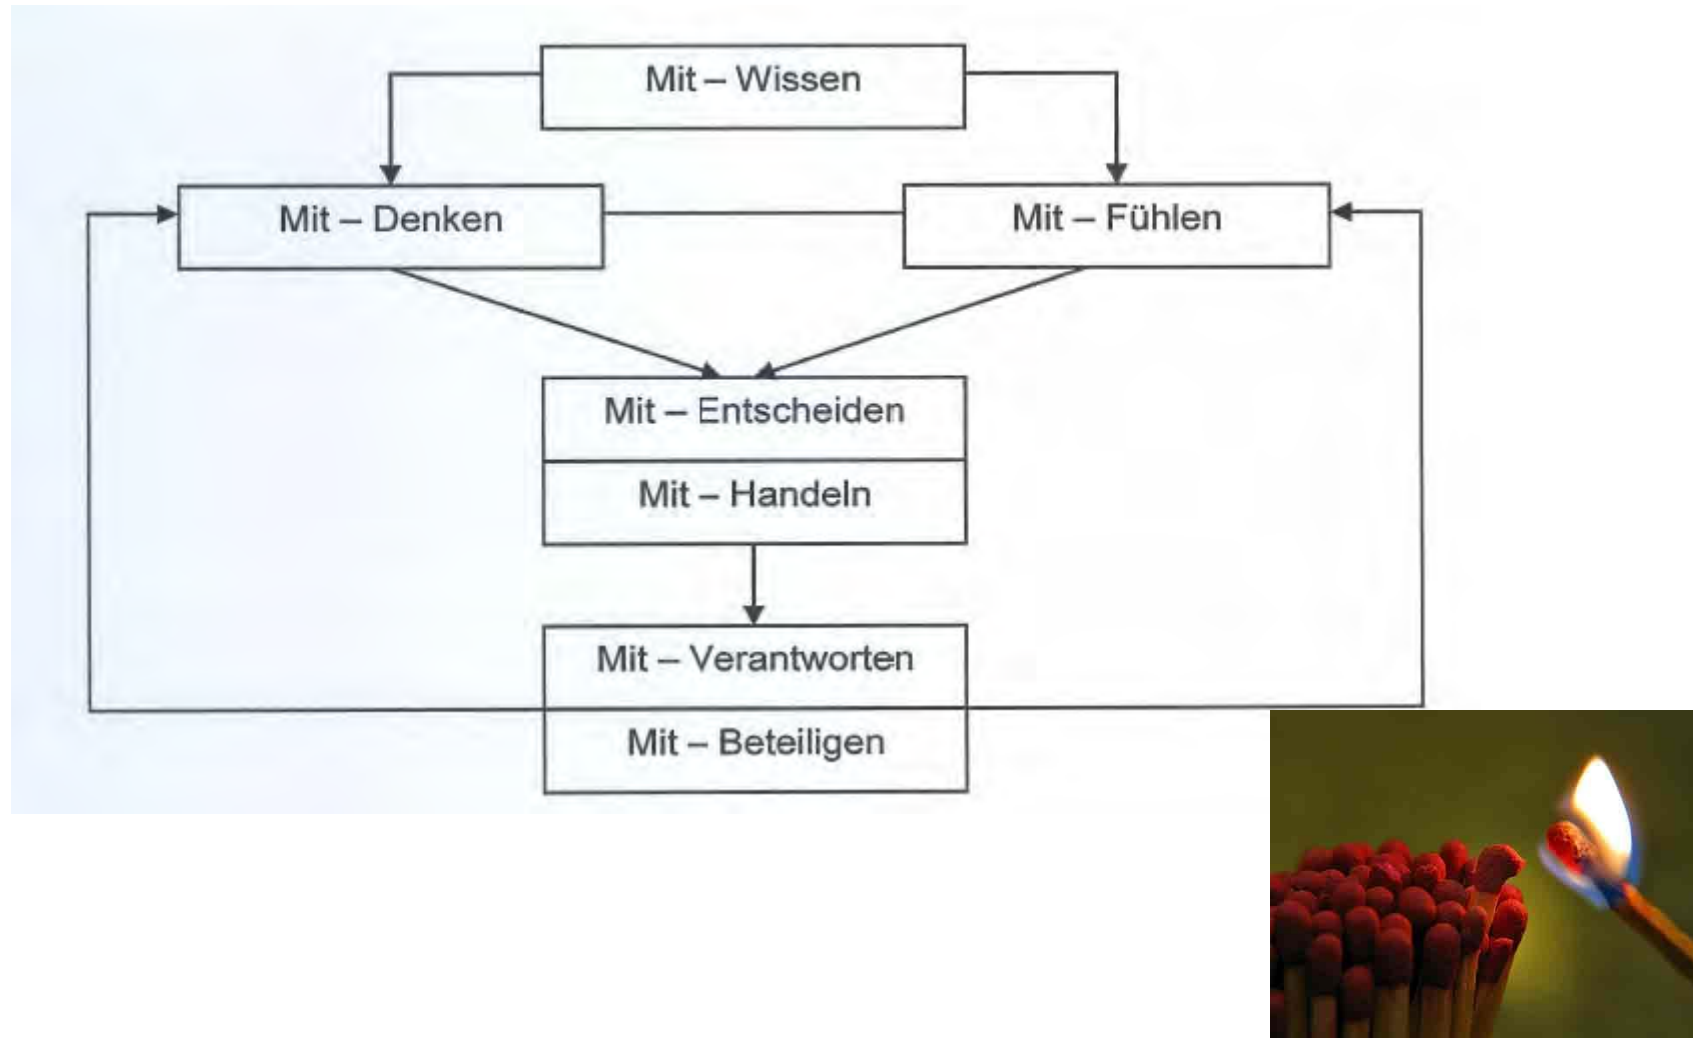 Mit – Wissen
Mit – Denken
Mit – Fühlen
Mit – Entscheiden
Mit – Handeln
Mit – Verantworten
Mit – Beteiligen